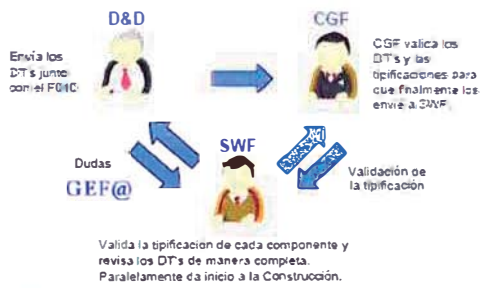 D&D
CGF
Envía los
DT's junto
con el F010
CGF valida los
DT's y las
tipificaciones para
que finalmente los
envíe a SWF.
SWF
Dudas
GEF@
Validación de
la tipificación
Valida la tipificación de cada componente y
revisa los DT's de manera completa.
Paralelamente da inicio a la Construcción.